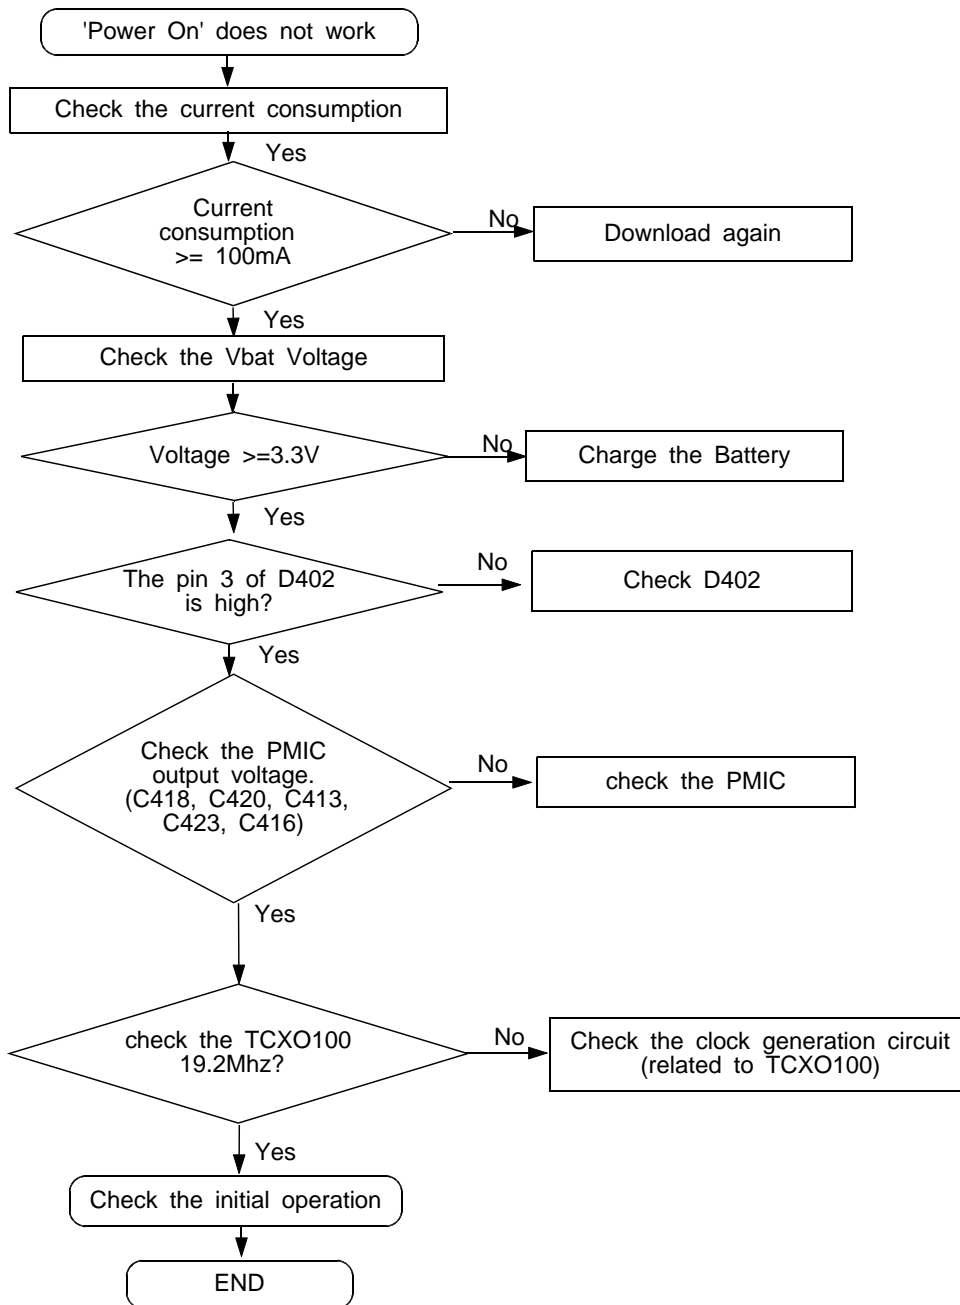 'Power On' does not work
Check the current consumption
Yes
Current
consumption
>= 100mA
No
Download again
Yes
Check the Vbat Voltage
Voltage >=3.3V
No
Charge the Battery
Yes
The pin 3 of D402
is high?
No
Check D402
Yes
Check the PMIC
output voltage.
(C418, C420, C413,
C423, C416)
No
check the PMIC
Yes
check the TCXO100
19.2Mhz?
No
Check the clock generation circuit
(related to TCXO100)
Yes
Check the initial operation
END